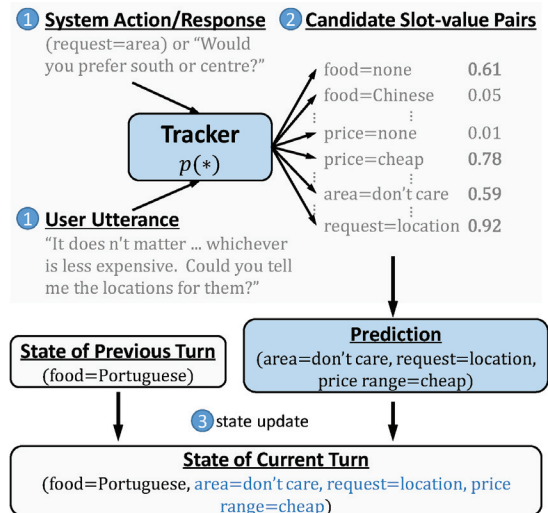 1 System Action/Response
(request=area) or "Would
you prefer south or centre?"
2 Candidate Slot-value Pairs
food=none 0.61
food=Chinese 0.05
⋮ ⋮
price=none 0.01
price=cheap 0.78
⋮ ⋮
area=don't care 0.59
⋮ ⋮
request=location 0.92
Tracker
p(*)
1 User Utterance
"It does n't matter ... whichever
is less expensive. Could you tell
me the locations for them?"
State of Previous Turn
(food=Portuguese)
Prediction
(area=don't care, request=location,
price range=cheap)
3 state update
State of Current Turn
(food=Portuguese, area=don't care, request=location, price
range=cheap)